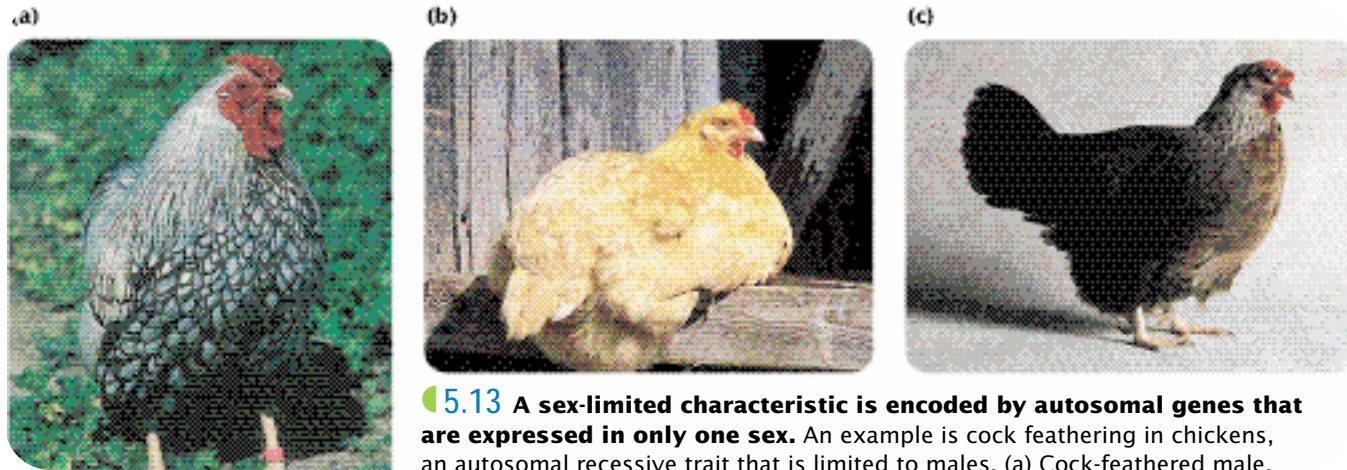 (a)
(b)
(c)
5.13 A sex-limited characteristic is encoded by autosomal genes that
are expressed in only one sex. An example is cock feathering in chickens,
an autosomal recessive trait that is limited to males. (a) Cock-feathered male.